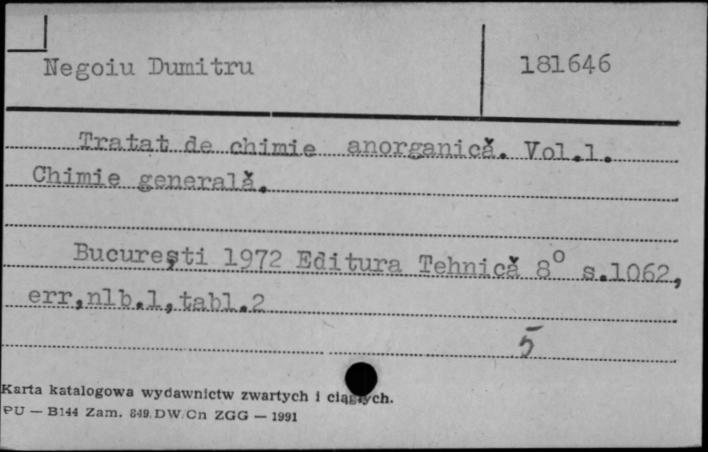 Negoiu Dumitru 181646
Tratat de chimie anorganică. Vol.1.
Chimie generală.
București 1972 Editura Tehnică 8° s.1062,
err,nlb.1,tabl.2
5
Karta katalogowa wydawnictw zwartych i ciągłych.
PU — B144 Zam. 849/DW/Cn ZGG — 1991